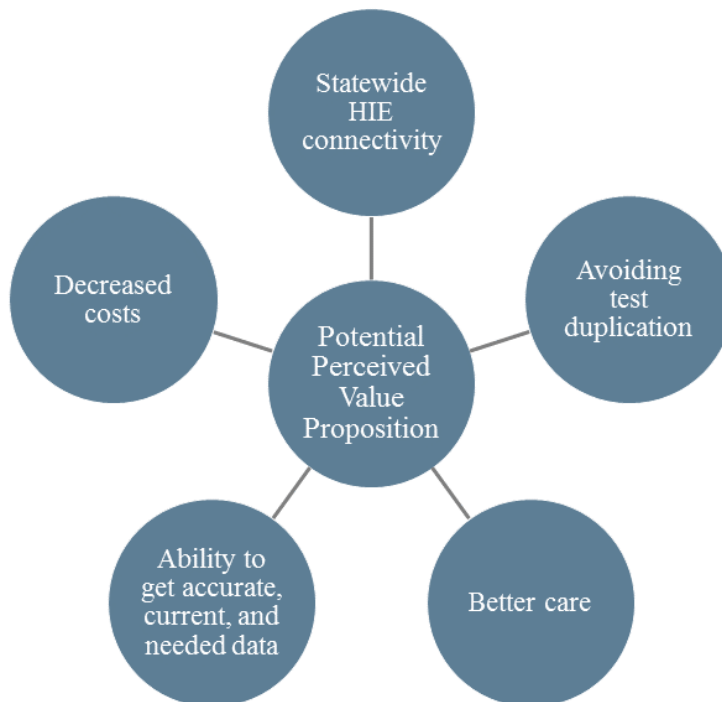 Statewide
HIE
connectivity
Decreased
costs
Avoiding
test
duplication
Potential
Perceived
Value
Proposition
Ability to
get accurate,
current, and
needed data
Better care